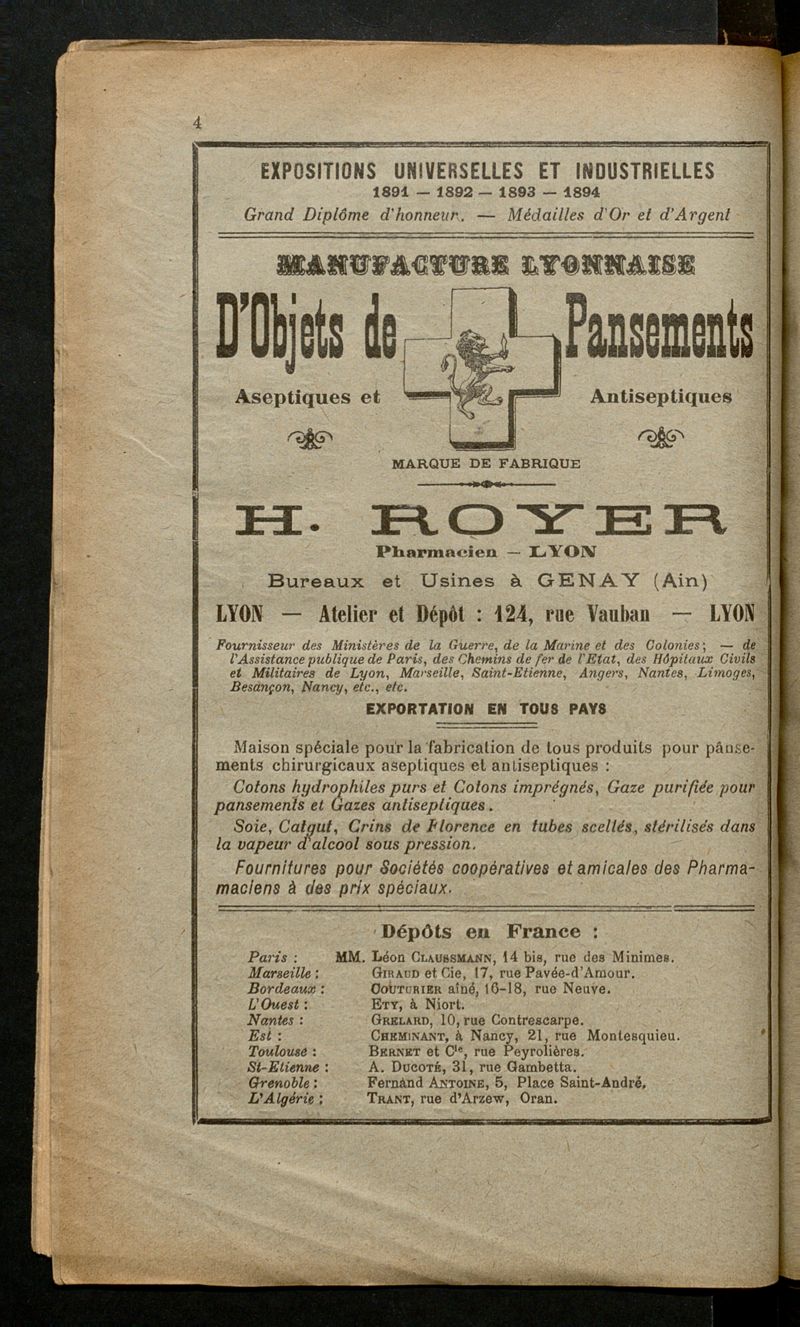 4
EXPOSITIONS UNIVERSELLES ET INDUSTRIELLES
1891 — 1892 — 1893 — 1894
Grand Diplôme d'honneur. — Médailles d'Or et d'Argent
MANUFACTURE LYONNAISE
D'Objets de Pansements
Aseptiques et Antiseptiques
MARQUE DE FABRIQUE
H. ROYER
Pharmacien — LYON
Bureaux et Usines à GENAY (Ain)
LYON — Atelier et Dépôt : 124, rue Vauban — LYON
Fournisseur des Ministères de la Guerre, de la Marine et des Colonies; — de
l'Assistance publique de Paris, des Chemins de fer de l'Etat, des Hôpitaux Civils
et Militaires de Lyon, Marseille, Saint-Etienne, Angers, Nantes, Limoges,
Besançon, Nancy, etc., etc.
EXPORTATION EN TOUS PAYS
Maison spéciale pour la fabrication de tous produits pour panse-
ments chirurgicaux aseptiques et antiseptiques :
Cotons hydrophiles purs et Cotons imprégnés, Gaze purifiée pour
pansements et Gazes antiseptiques.
Soie, Catgut, Crins de Florence en tubes scellés, stérilisés dans
la vapeur d'alcool sous pression.
Fournitures pour Sociétés coopératives et amicales des Pharma-
maciens à des prix spéciaux.
Dépôts en France :
Paris : MM. Léon CLAUSSMANN, 14 bis, rue des Minimes.
Marseille : GIRAUD et Cie, 17, rue Pavée-d'Amour.
Bordeaux : COUTURIER aîné, 16-18, rue Neuve.
L'Ouest : ETY, à Niort.
Nantes : GRELARD, 10, rue Contrescarpe.
Est : CHEMINANT, à Nancy, 21, rue Montesquieu.
Toulouse : BERNET et Cie, rue Peyrolières.
St-Etienne : A. DUCOTÉ, 31, rue Gambetta.
Grenoble : Fernand ANTOINE, 5, Place Saint-André.
L'Algérie : TRANT, rue d'Arzew, Oran.